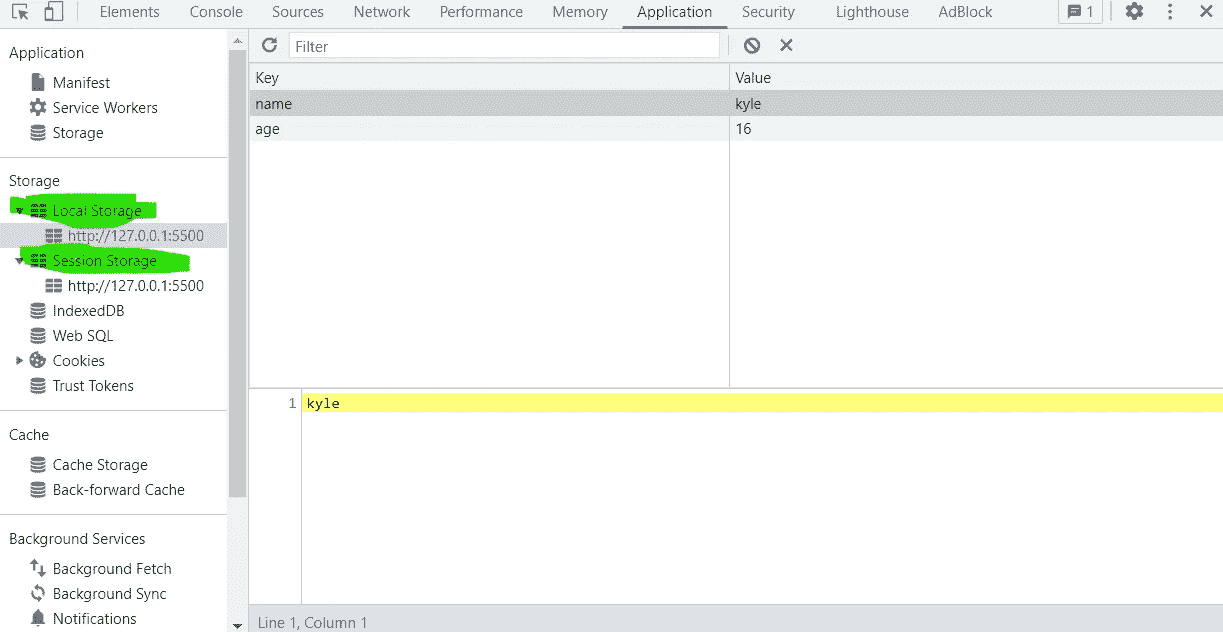 Elements Console Sources Network Performance Memory Application Security Lighthouse AdBlock 1
Application
Manifest
Service Workers
Storage
Storage
Local Storage
http://127.0.0.1:5500
Session Storage
http://127.0.0.1:5500
IndexedDB
Web SQL
Cookies
Trust Tokens
Cache
Cache Storage
Back-forward Cache
Background Services
Background Fetch
Background Sync
Notifications
Filter
Key Value
name kyle
age 16
1 kyle
Line 1, Column 1